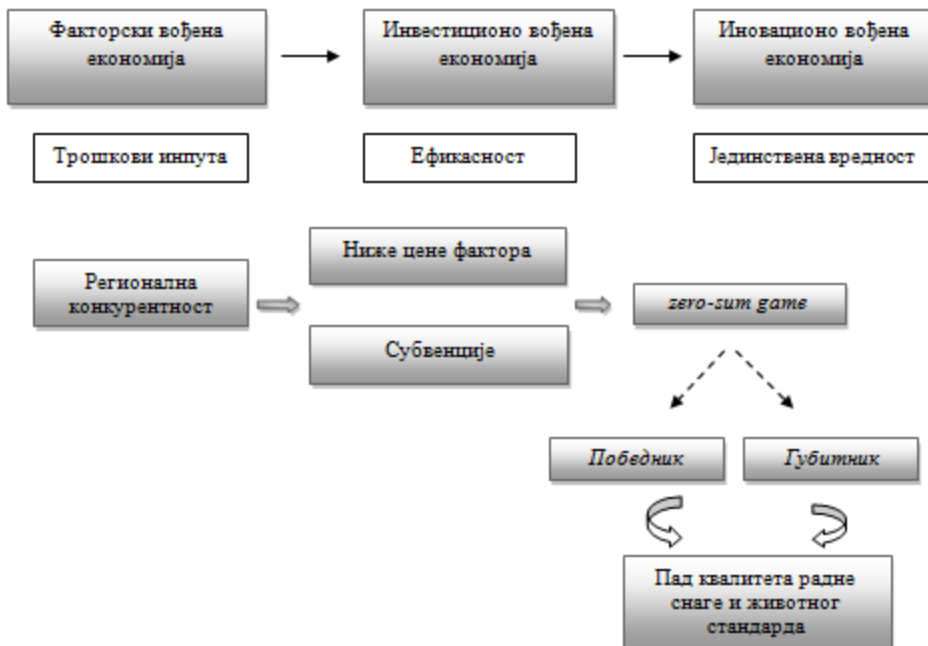 Факторски вођена
економија
Инвестиционо вођена
економија
Иновационо вођена
економија
Трошкови инпута
Ефикасност
Јединствена вредност
Ниже цене фактора
Регионална
конкурентност
zero-sum game
Субвенције
Победник
Губитник
Пад квалитета радне
снаге и животног
стандарда